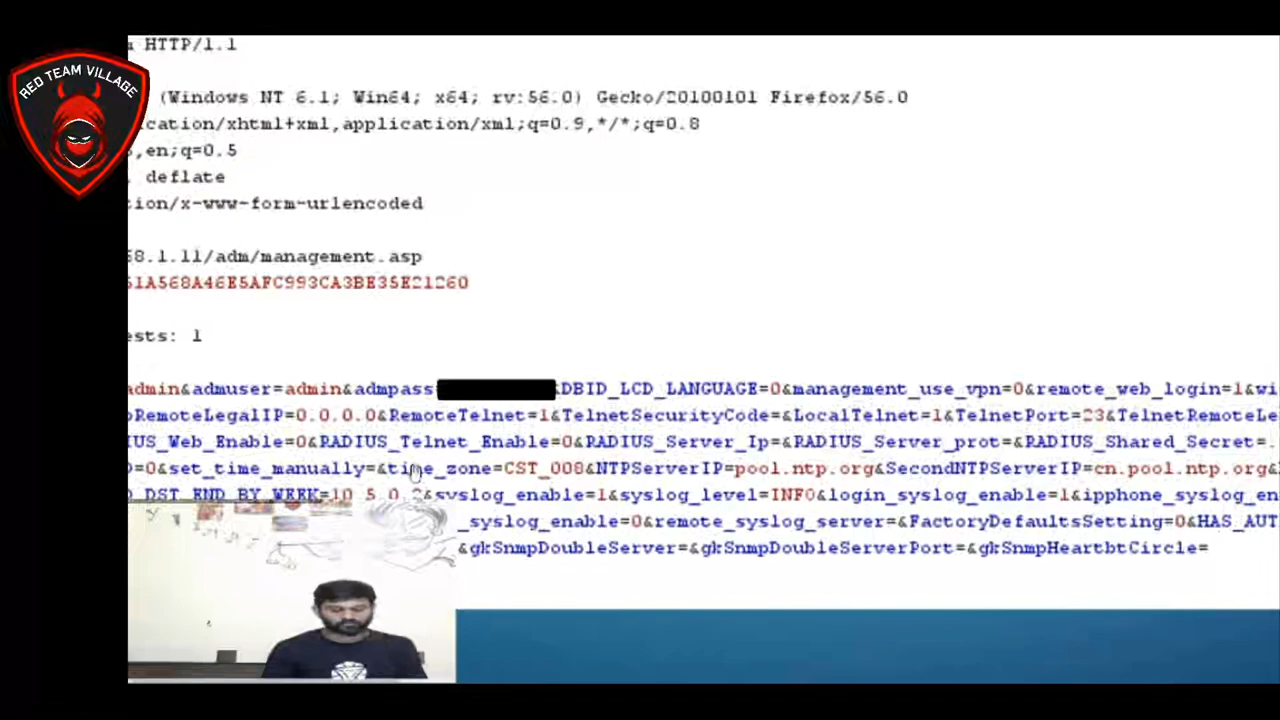 RED TEAM VILLAGE
HTTP/1.1
(Windows NT 6.1; Win64; x64; rv:56.0) Gecko/20100101 Firefox/56.0
ication/xhtml+xml,application/xml;q=0.9,*/*;q=0.8
,en;q=0.5
, deflate
tion/x-www-form-urlencoded
68.1.11/adm/management.asp
51A568A46E5AFC993CA3BE35E21260
ests: 1
admin&admuser=admin&admpass &DBID_LCD_LANGUAGE=0&management_use_vpn=0&remote_web_login=1&wi
RemoteLegalIP=0.0.0.0&RemoteTelnet=1&TelnetSecurityCode=&LocalTelnet=1&TelnetPort=23&TelnetRemoteLe
IUS_Web_Enable=0&RADIUS_Telnet_Enable=0&RADIUS_Server_Ip=&RADIUS_Server_prot=&RADIUS_Shared_Secret=.
=0&set_time_manually=&time_zone=CST_008&NTPServerIP=pool.ntp.org&SecondNTPServerIP=cn.pool.ntp.org&
_DST_END_BY_WEEK=10_5_0_2&syslog_enable=1&syslog_level=INFO&login_syslog_enable=1&ipphone_syslog_en
_syslog_enable=0&remote_syslog_server=&FactoryDefaultsSetting=0&HAS_AUT
&gkSnmpDoubleServer=&gkSnmpDoubleServerPort=&gkSnmpHeartbtCircle=